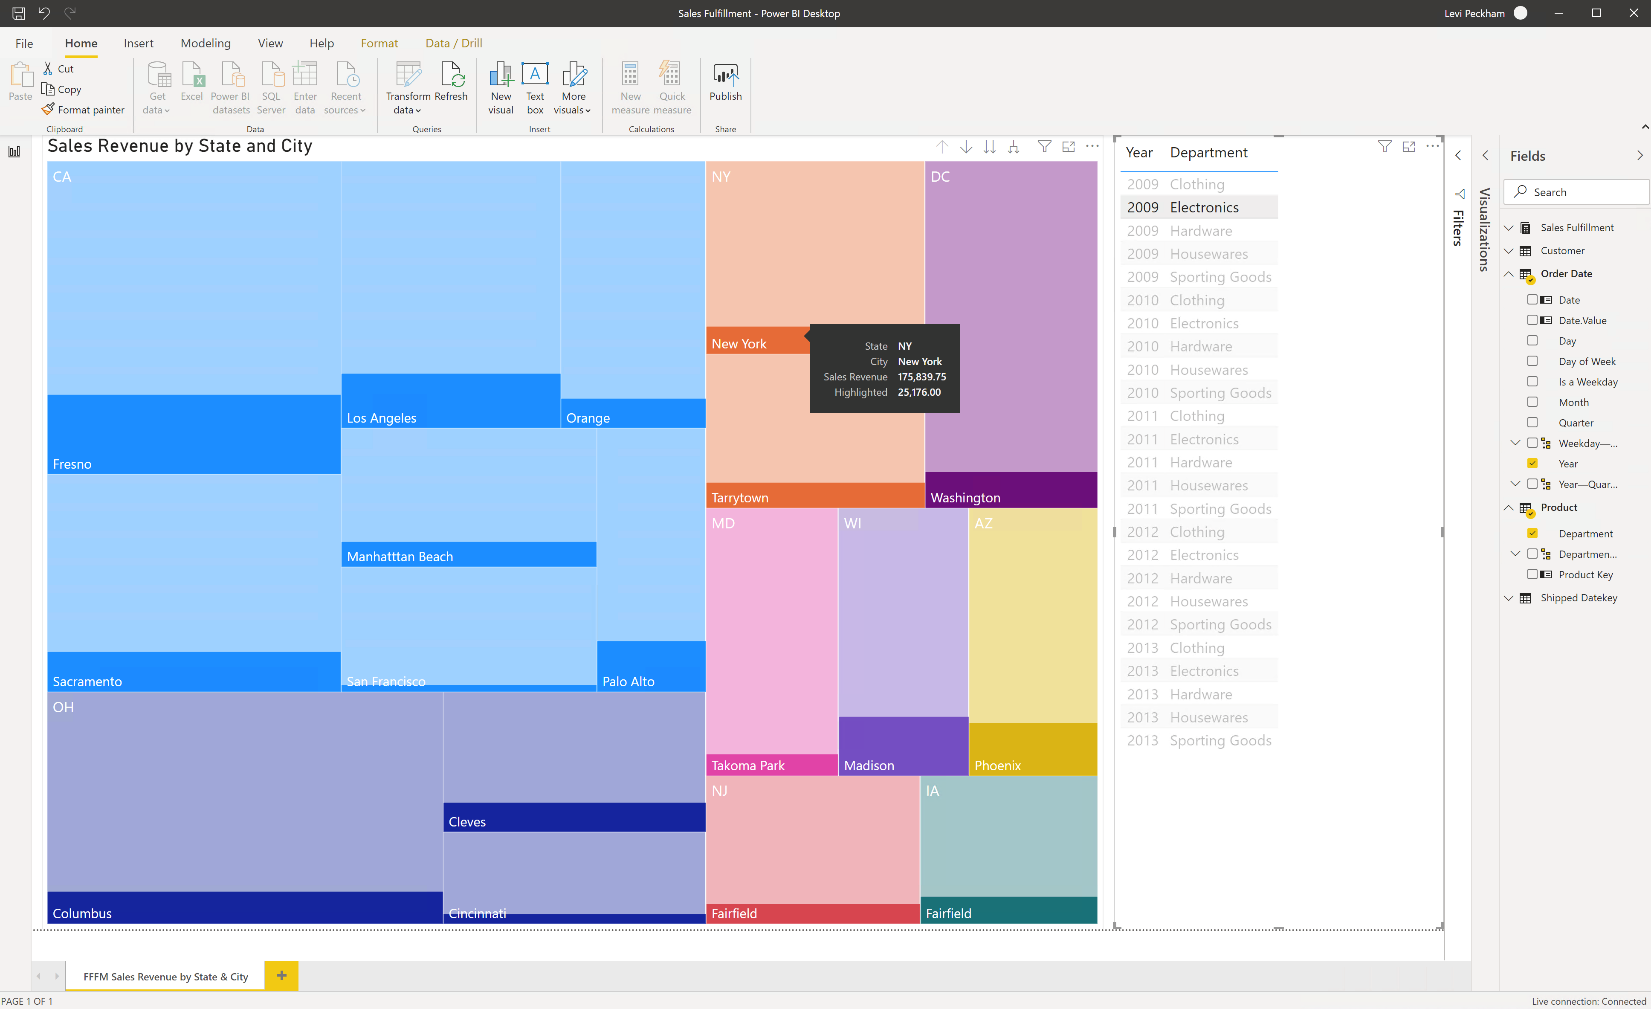 Sales Fulfillment - Power BI Desktop
Levi Peckham
File Home Insert Modeling View Help Format Data / Drill
Paste
Cut
Copy
Format painter
Clipboard
Get data
Excel
Power BI datasets
SQL Server
Enter data
Recent sources
Data
Transform data
Refresh
Queries
New visual
Text box
More visuals
Insert
New measure
Quick measure
Calculations
Publish
Share
Sales Revenue by State and City
CA
Fresno
Los Angeles
Orange
Manhatttan Beach
Sacramento
San Francisco
Palo Alto
OH
Columbus
Cleves
Cincinnati
NY
New York
Tarrytown
DC
Washington
State NY
City New York
Sales Revenue 175,839.75
Highlighted 25,176.00
MD
Takoma Park
WI
Madison
AZ
Phoenix
NJ
Fairfield
IA
Fairfield
Year Department
2009 Clothing
2009 Electronics
2009 Hardware
2009 Housewares
2009 Sporting Goods
2010 Clothing
2010 Electronics
2010 Hardware
2010 Housewares
2010 Sporting Goods
2011 Clothing
2011 Electronics
2011 Hardware
2011 Housewares
2011 Sporting Goods
2012 Clothing
2012 Electronics
2012 Hardware
2012 Housewares
2012 Sporting Goods
2013 Clothing
2013 Electronics
2013 Hardware
2013 Housewares
2013 Sporting Goods
Filters
Visualizations
Fields
Search
Sales Fulfillment
Customer
Order Date
Date
Date.Value
Day
Day of Week
Is a Weekday
Month
Quarter
Weekday—...
Year
Year—Quar...
Product
Department
Departmen...
Product Key
Shipped Datekey
FFFM Sales Revenue by State & City
PAGE 1 OF 1
Live connection: Connected